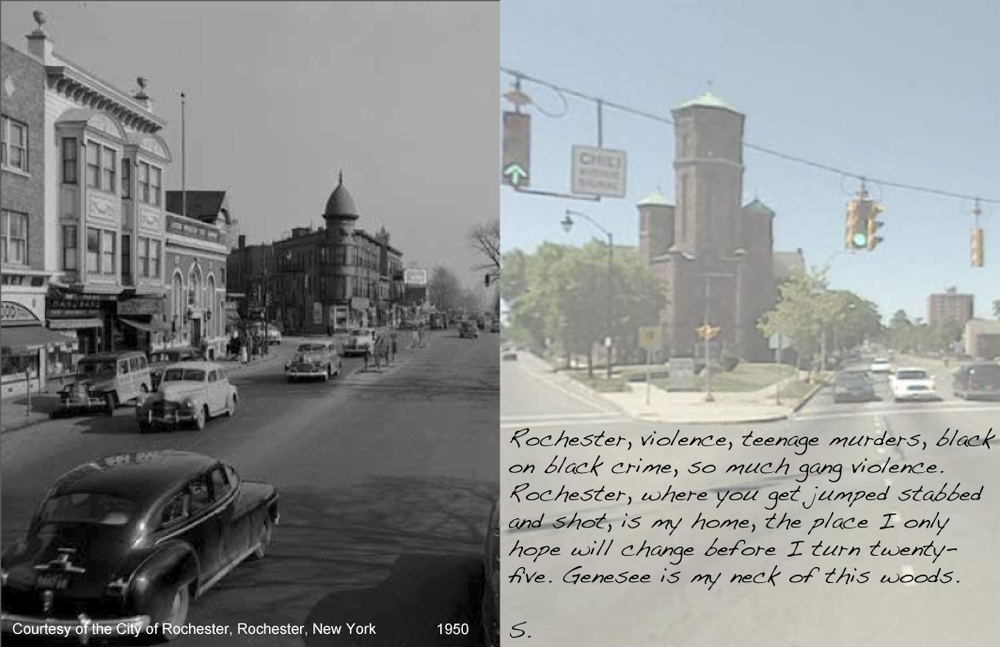 CHILI
AVENUE
Courtesy of the City of Rochester, Rochester, New York
1950
Rochester, violence, teenage murders, black
on black crime, so much gang violence.
Rochester, where you get jumped stabbed
and shot, is my home, the place I only
hope will change before I turn twenty-
five. Genesee is my neck of this woods.
S.